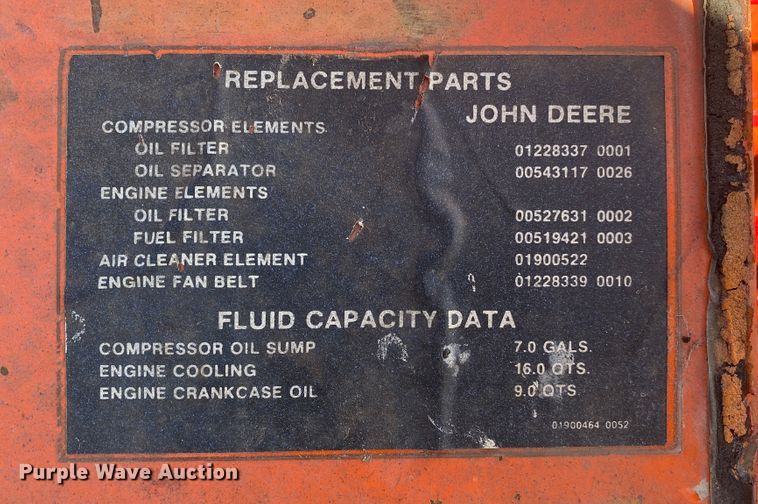 REPLACEMENT PARTS
JOHN DEERE
COMPRESSOR ELEMENTS
OIL FILTER 01228337 0001
OIL SEPARATOR 00543117 0026
ENGINE ELEMENTS
OIL FILTER 00527631 0002
FUEL FILTER 00519421 0003
AIR CLEANER ELEMENT 01900522
ENGINE FAN BELT 01228339 0010
FLUID CAPACITY DATA
COMPRESSOR OIL SUMP 7.0 GALS.
ENGINE COOLING 16.0 QTS.
ENGINE CRANKCASE OIL 9.0 QTS
01900464 0052
Purple Wave Auction